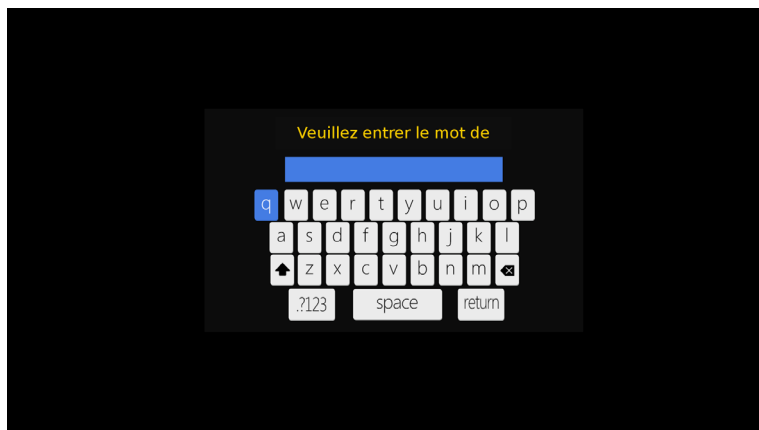 Veuillez entrer le mot de
q w e r t y u i o p
a s d f g h j k l
z x c v b n m
.?123 space return